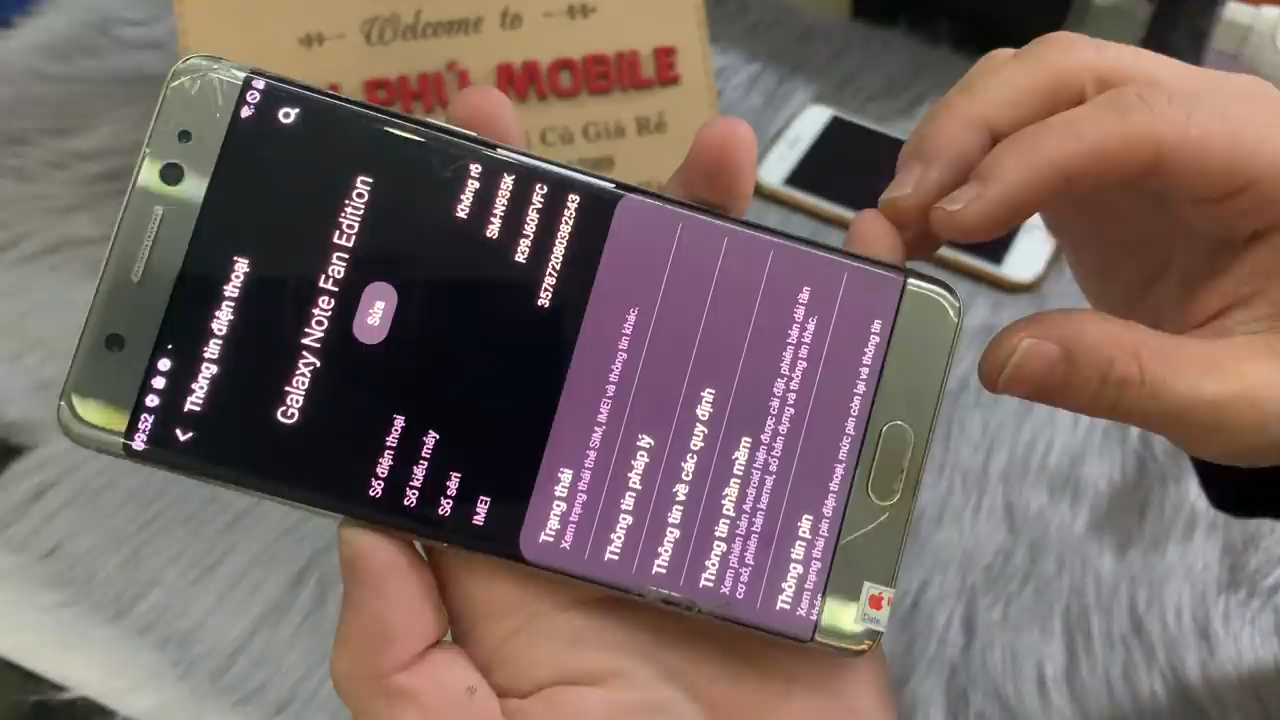 Welcome to
PHÚ MOBILE
Cũ Giá Rẻ
09:52
Thông tin điện thoại
Galaxy Note Fan Edition
Sửa
Số điện thoại Không rõ
Số kiểu máy SM-N935K
Số sêri R39J60FVFC
IMEI 357872080382543
Trạng thái
Xem trạng thái thẻ SIM, IMEI và thông tin khác.
Thông tin pháp lý
Thông tin về các quy định
Thông tin phần mềm
Xem phiên bản Android hiện được cài đặt, phiên bản dải tần
cơ sở, phiên bản kernel, số bản dựng và thông tin khác.
Thông tin pin
Xem trạng thái pin điện thoại, mức pin còn lại và thông tin
khác.
Date